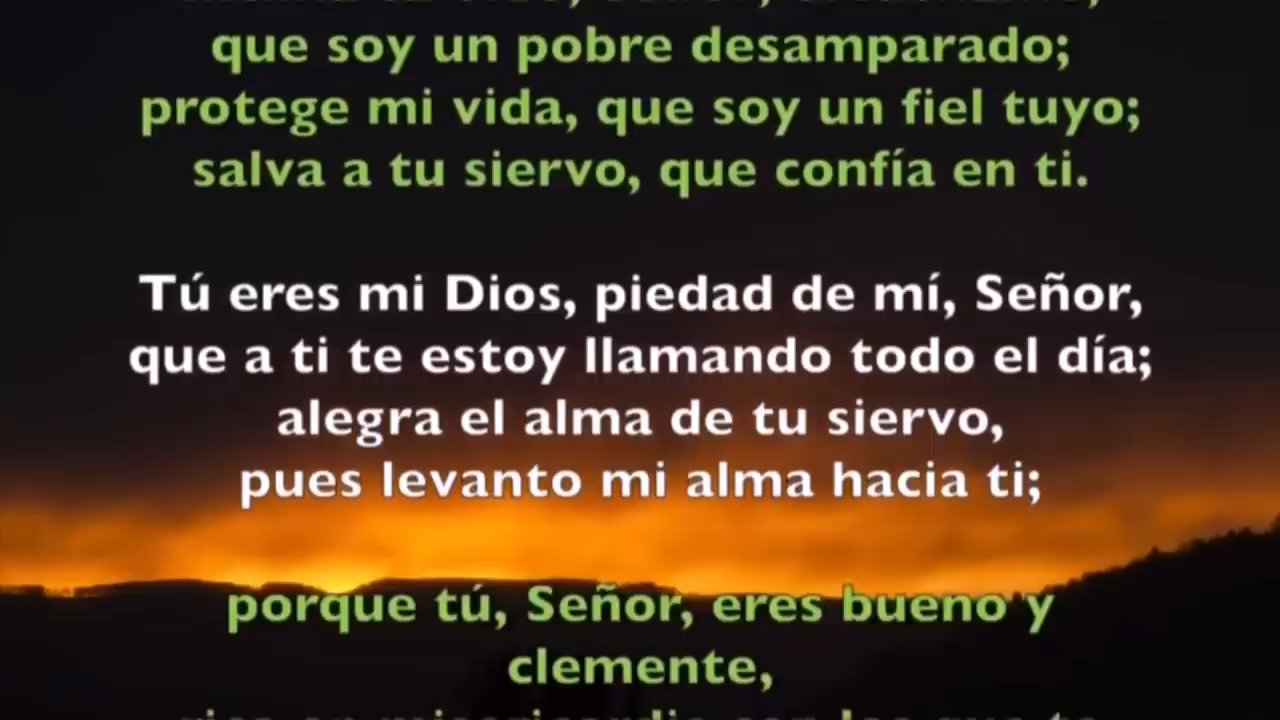 que soy un pobre desamparado;
protege mi vida, que soy un fiel tuyo;
salva a tu siervo, que confía en ti.
Tú eres mi Dios, piedad de mí, Señor,
que a ti te estoy llamando todo el día;
alegra el alma de tu siervo,
pues levanto mi alma hacia ti;
porque tú, Señor, eres bueno y
clemente,